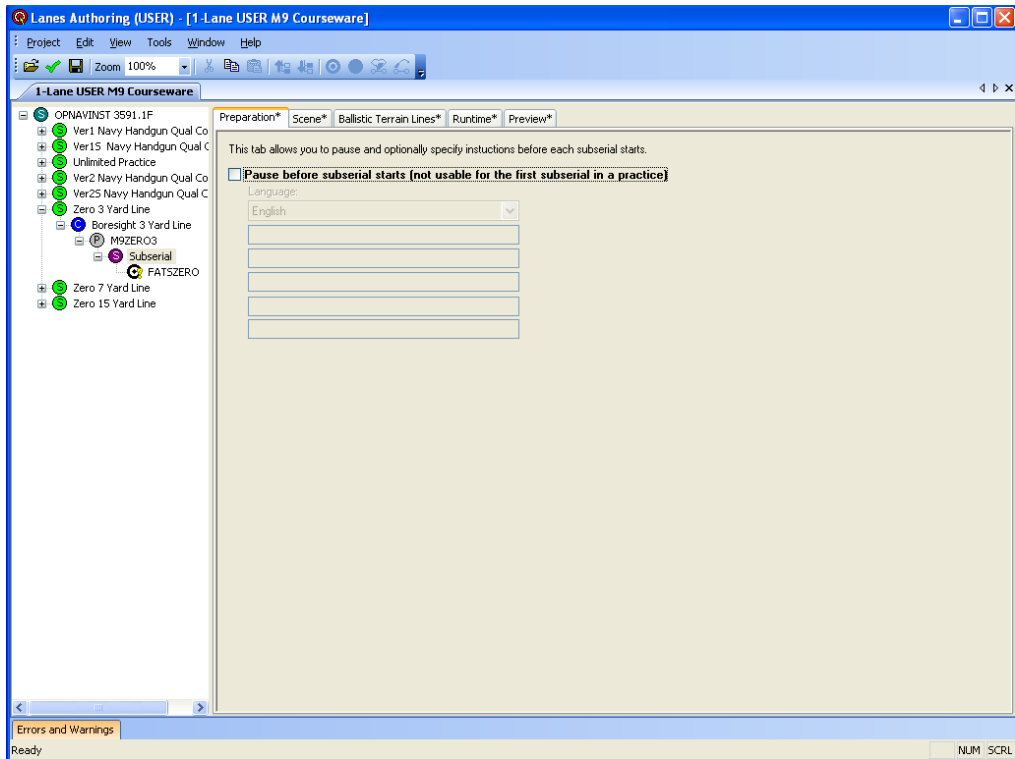 Lanes Authoring (USER) - [1-Lane USER M9 Courseware]
Project Edit View Tools Window Help
Zoom 100%
1-Lane USER M9 Courseware
S OPNAVINST 3591.1F
S Ver1 Navy Handgun Qual Co
S Ver1S Navy Handgun Qual C
S Unlimited Practice
S Ver2 Navy Handgun Qual Co
S Ver2S Navy Handgun Qual C
S Zero 3 Yard Line
C Boresight 3 Yard Line
P M9ZERO3
S Subserial
FATSZERO
S Zero 7 Yard Line
S Zero 15 Yard Line
Preparation* Scene* Ballistic Terrain Lines* Runtime* Preview*
This tab allows you to pause and optionally specify instuctions before each subserial starts.
Pause before subserial starts (not usable for the first subserial in a practice)
Language:
English
Errors and Warnings
Ready NUM SCRL